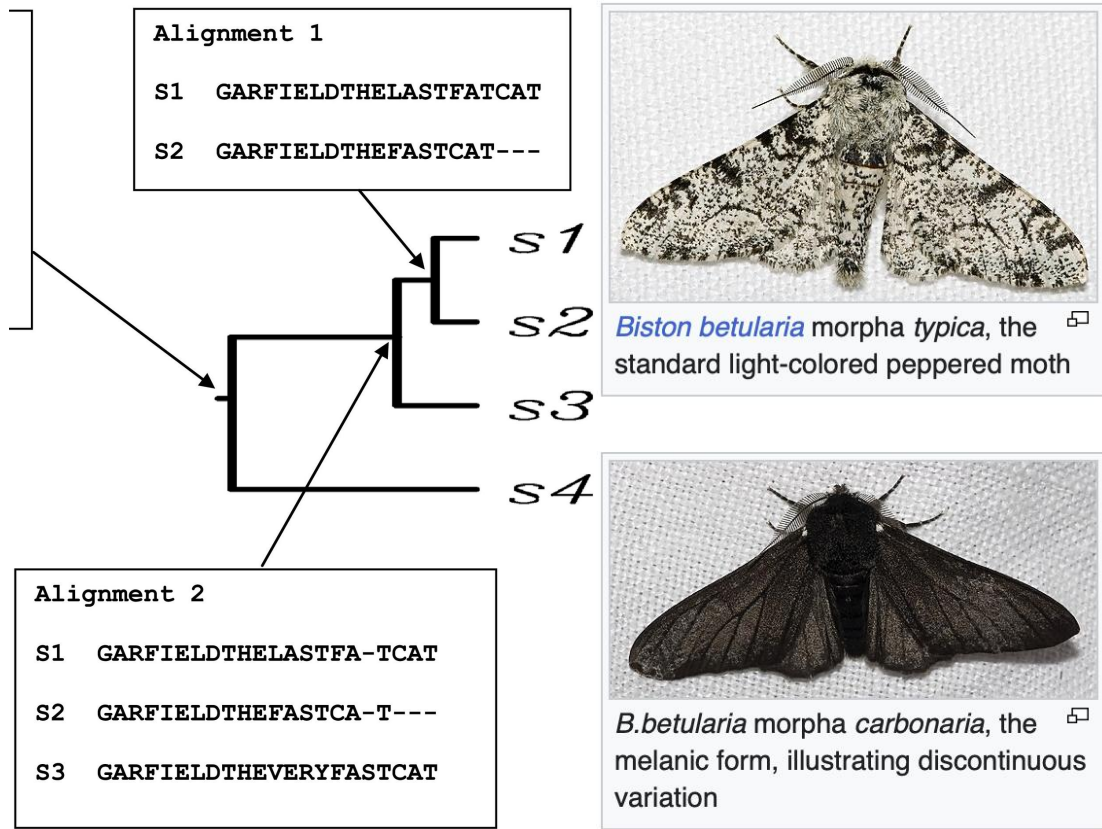 Alignment 1
S1 GARFIELDTHELASTFATCAT
S2 GARFIELDTHEFASTCAT---
s1
s2
s3
s4
Alignment 2
S1 GARFIELDTHELASTFA-TCAT
S2 GARFIELDTHEFASTCA-T---
S3 GARFIELDTHEVERYFASTCAT
Biston betularia morpha typica, the
standard light-colored peppered moth
B.betularia morpha carbonaria, the
melanic form, illustrating discontinuous
variation